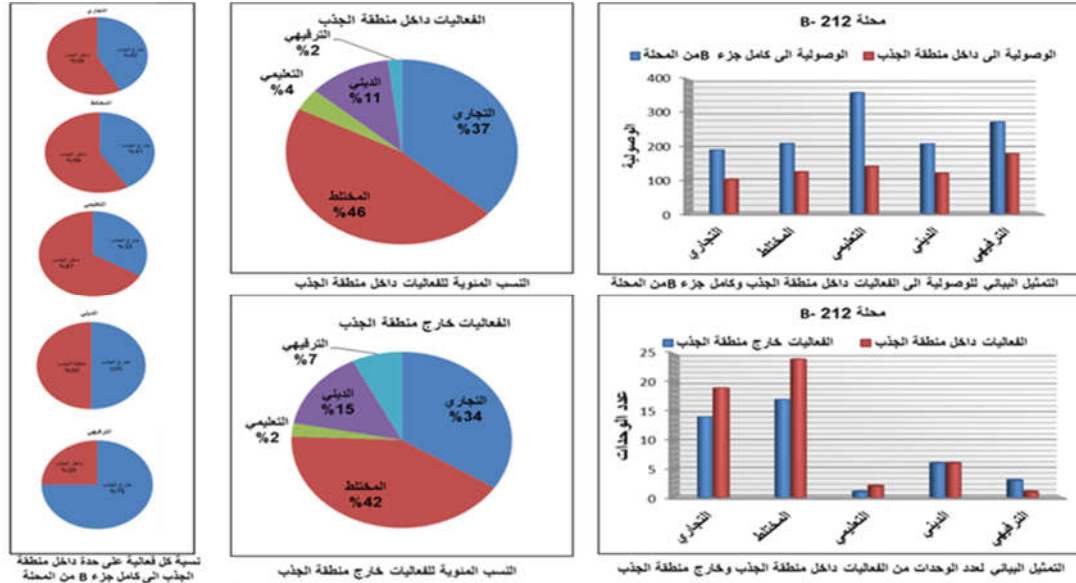 محلة 212 -B
الوصولية الى كامل جزء Bمن المحلة
الوصولية الى داخل منطقة الجذب
الوصولية
400
300
200
100
0
التجاري
المختلط
التعليمي
الديني
الترفيهي
التمثيل البياني للوصولية الى الفعاليات داخل منطقة الجذب وكامل جزء Bمن المحلة
الفعاليات داخل منطقة الجذب
الترفيهي
%2
التعليمي
%4
الديني
%11
التجاري
%37
المختلط
%46
النسب المئوية للفعاليات داخل منطقة الجذب
محلة 212 -B
الفعاليات خارج منطقة الجذب
الفعاليات داخل منطقة الجذب
عدد الوحدات
25
20
15
10
5
0
التجاري
المختلط
التعليمي
الديني
الترفيهي
التمثيل البياني لعدد الوحدات من الفعاليات داخل منطقة الجذب وخارج منطقة الجذب
الفعاليات خارج منطقة الجذب
الترفيهي
%7
الديني
%15
التعليمي
%2
التجاري
%34
المختلط
%42
النسب المئوية للفعاليات خارج منطقة الجذب
التجاري
المختلط
التعليمي
الديني
الترفيهي
نسبة كل فعالية على حدة داخل منطقة
الجذب الى كامل جزء B من المحلة